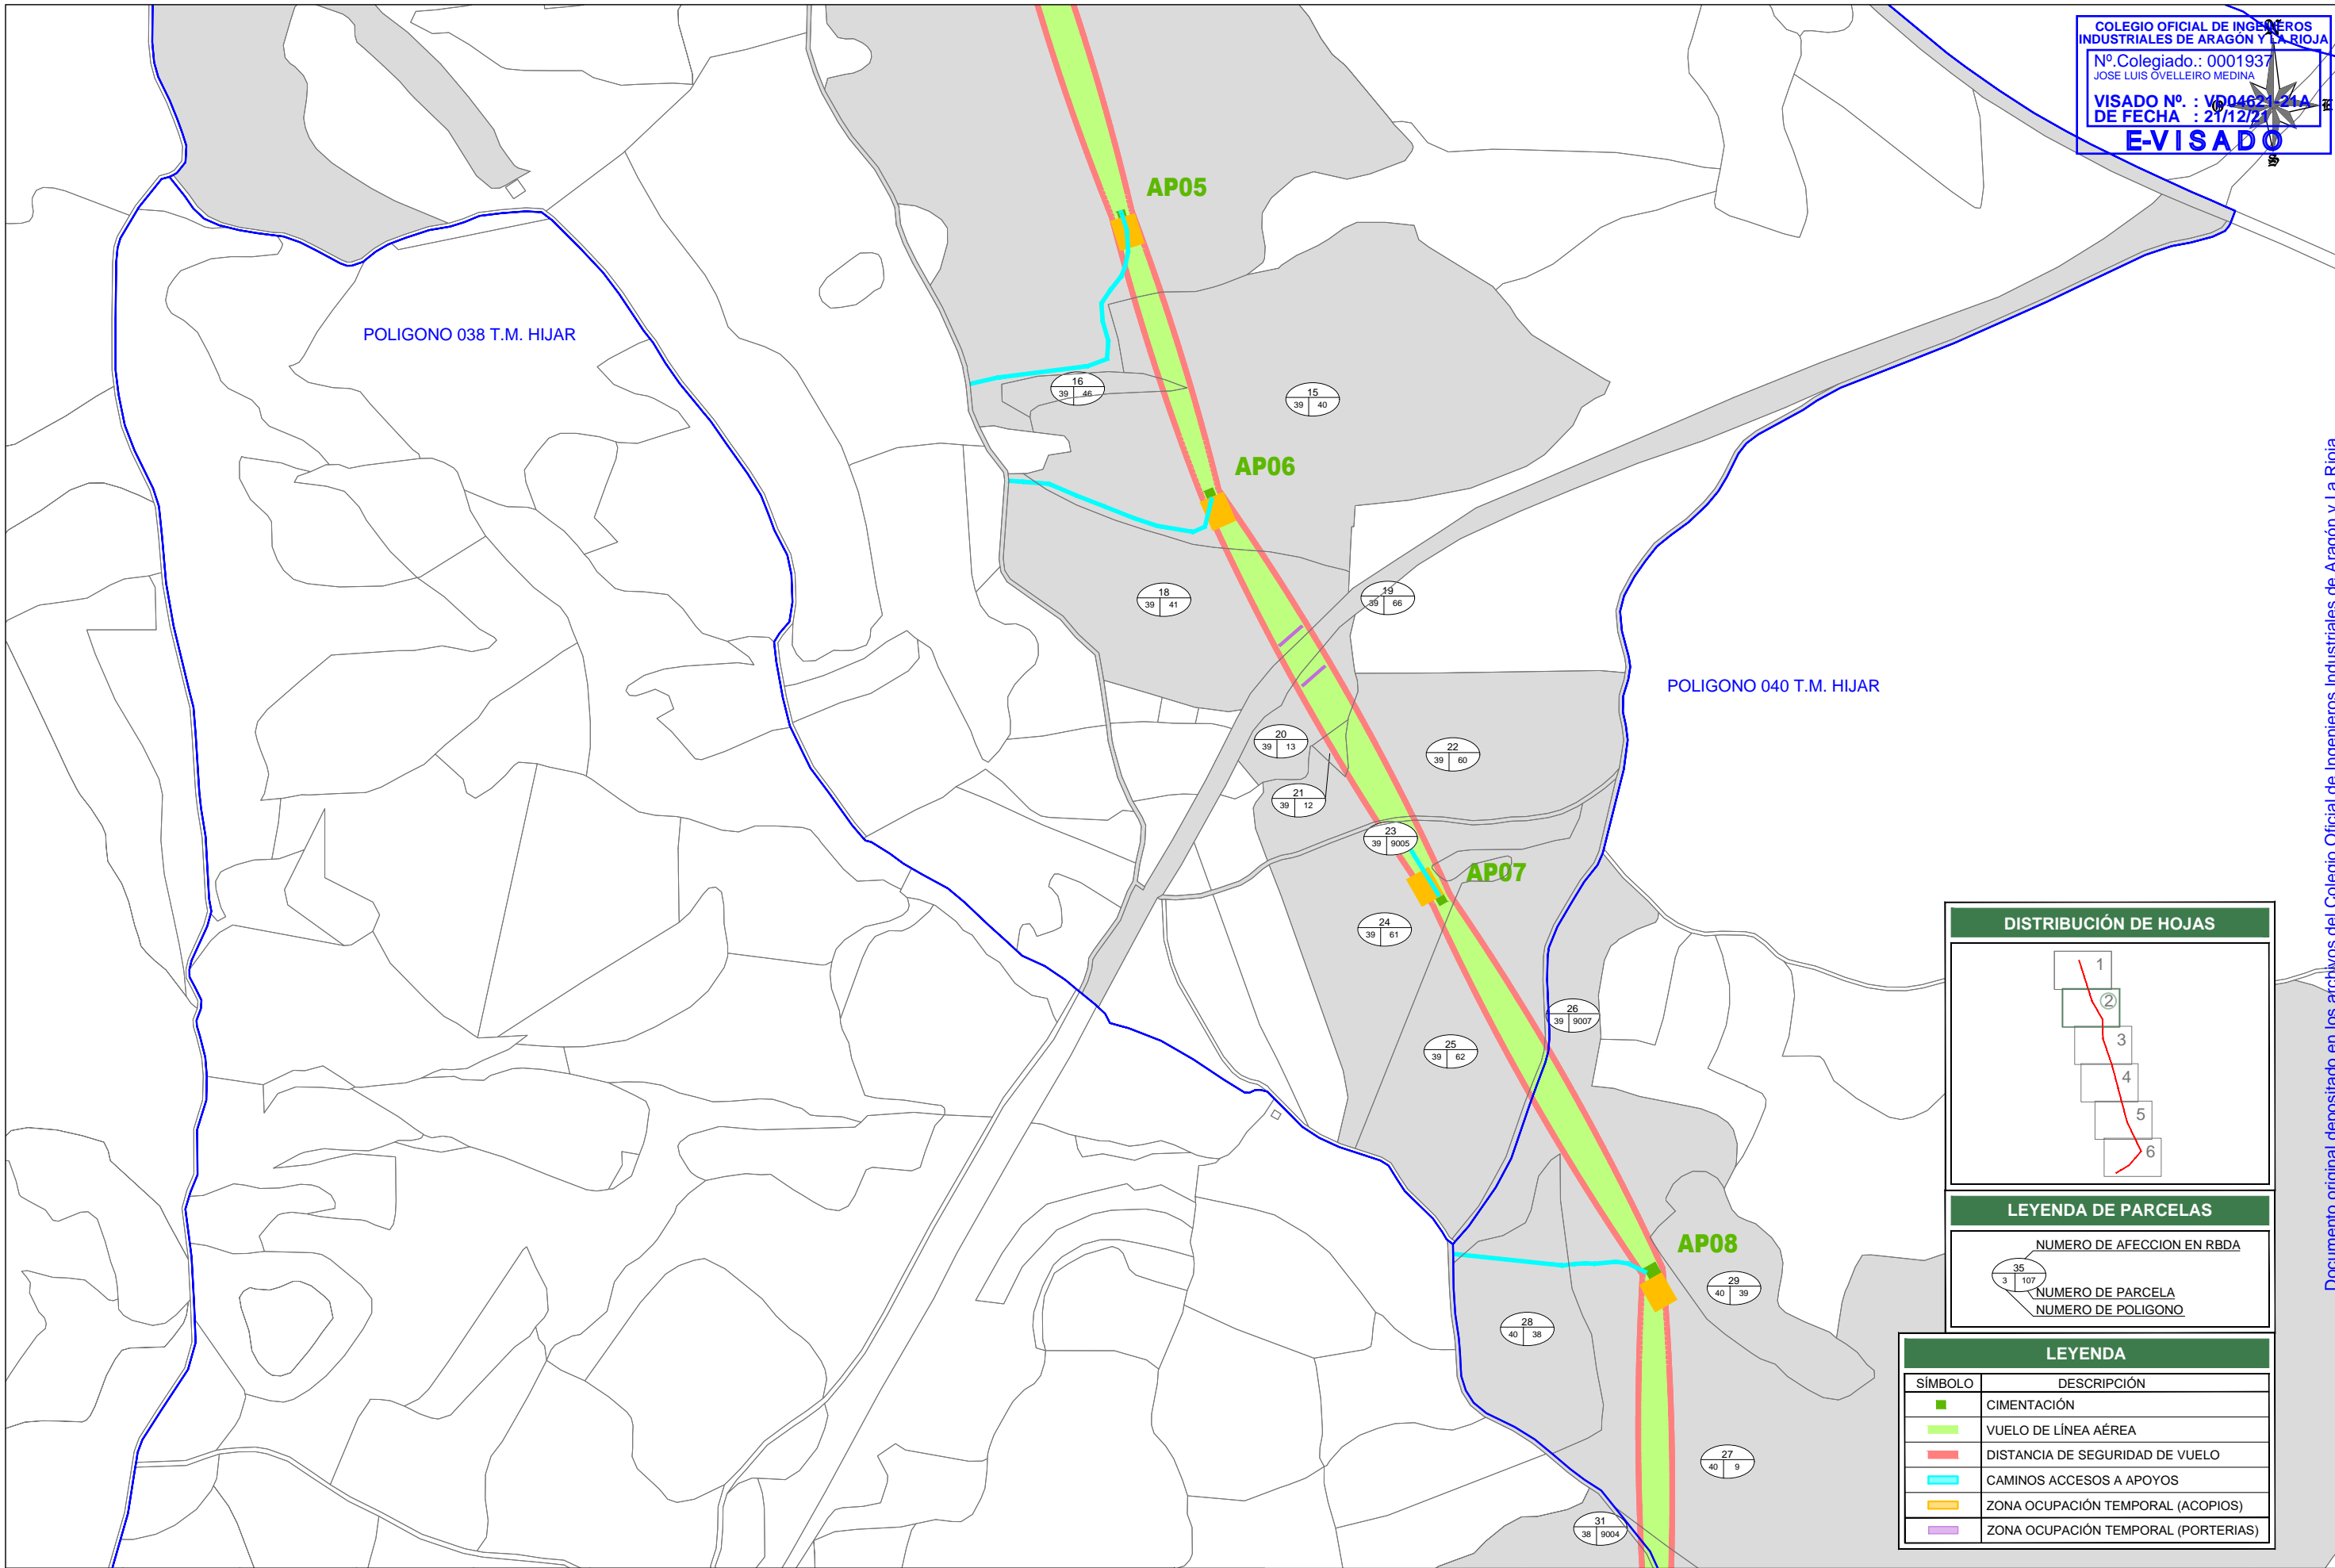 COLEGIO OFICIAL DE INGENIEROS
INDUSTRIALES DE ARAGÓN Y LA RIOJA
Nº.Colegiado.: 0001937
JOSE LUIS OVELLEIRO MEDINA
VISADO Nº. : VD04621-21A
DE FECHA : 21/12/21
E-VISADO
N
O
E
S
AP05
POLIGONO 038 T.M. HIJAR
16
39 46
15
39 40
AP06
18
39 41
19
39 66
POLIGONO 040 T.M. HIJAR
20
39 13
22
39 60
21
39 12
23
39 9005
AP07
24
39 61
26
39 9007
25
39 62
AP08
29
40 39
28
40 38
27
40 9
31
38 9004
DISTRIBUCIÓN DE HOJAS
1
2
3
4
5
6
LEYENDA DE PARCELAS
NUMERO DE AFECCION EN RBDA
35
3 107
NUMERO DE PARCELA
NUMERO DE POLIGONO
LEYENDA
SÍMBOLO DESCRIPCIÓN
CIMENTACIÓN
VUELO DE LÍNEA AÉREA
DISTANCIA DE SEGURIDAD DE VUELO
CAMINOS ACCESOS A APOYOS
ZONA OCUPACIÓN TEMPORAL (ACOPIOS)
ZONA OCUPACIÓN TEMPORAL (PORTERIAS)
Documento original depositado en los archivos del Colegio Oficial de Ingenieros Industriales de Aragón y La Rioja